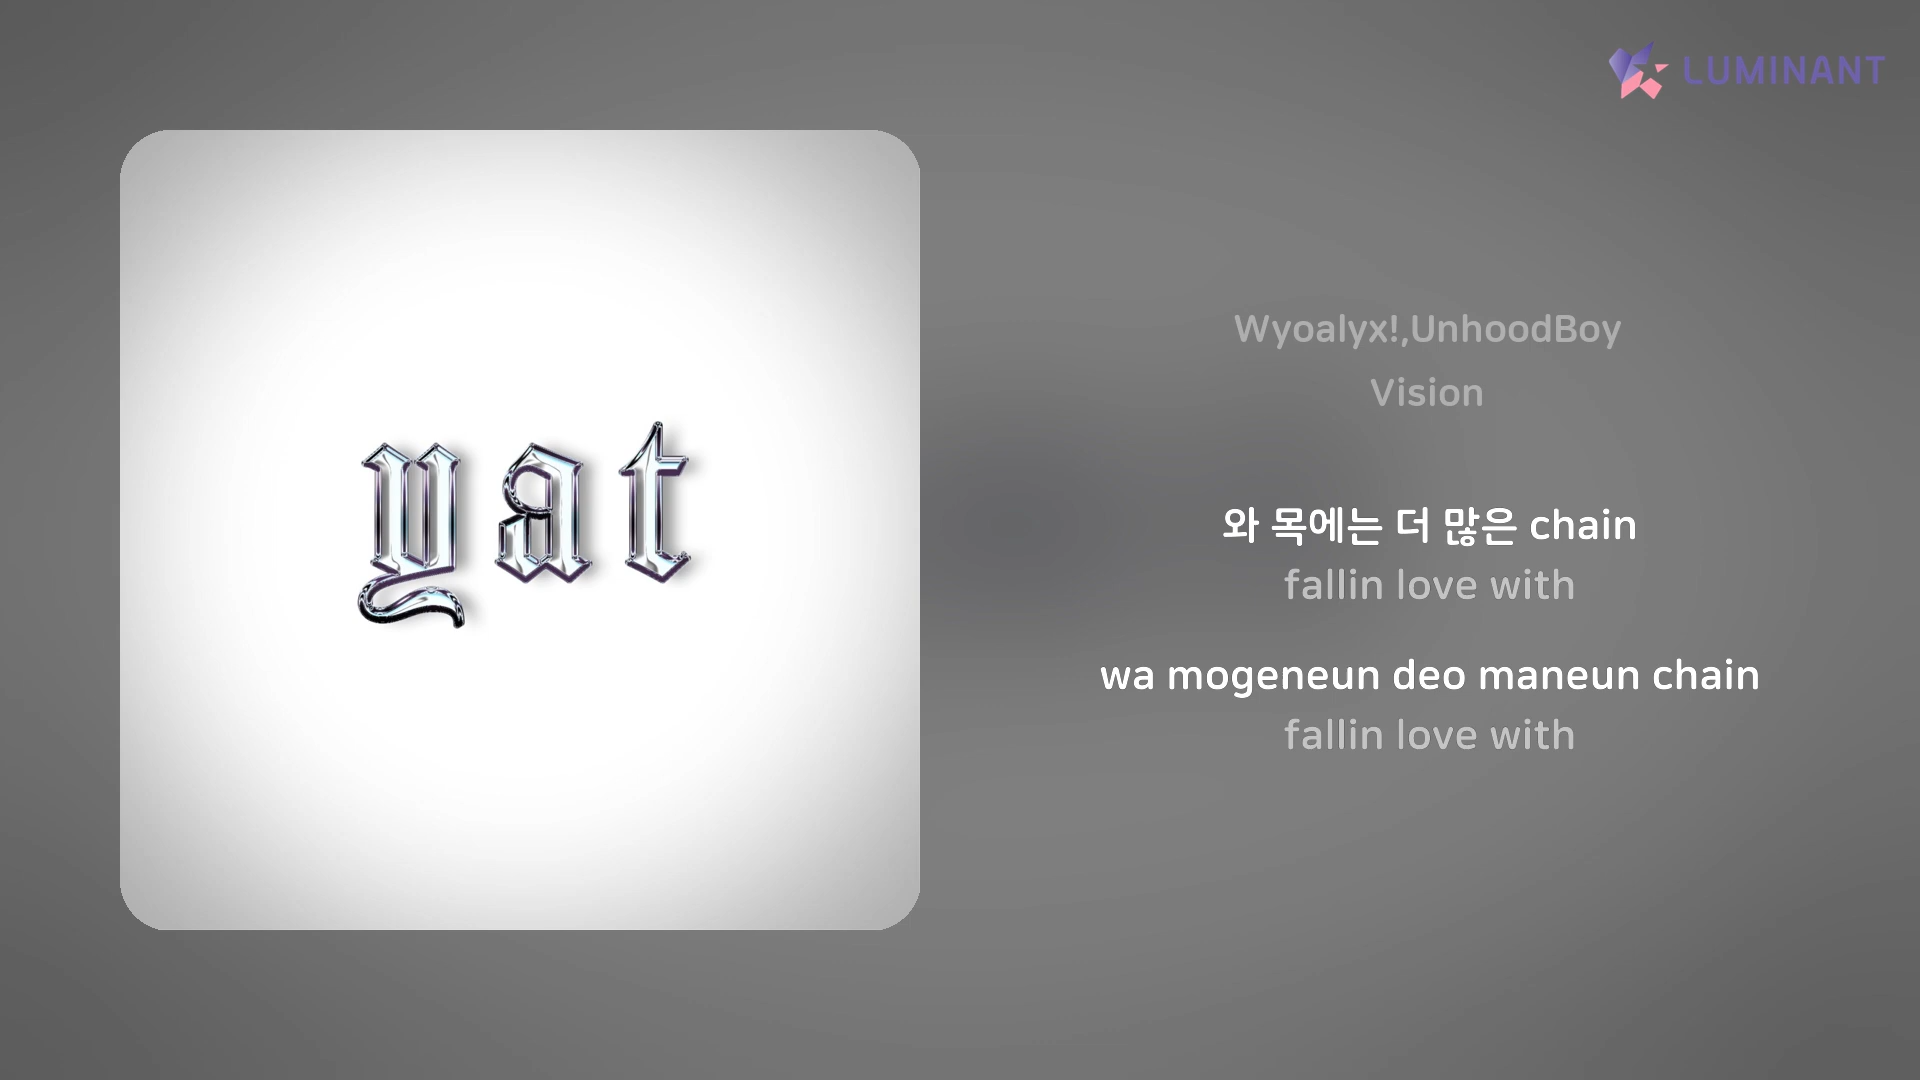 LUMINANT
yat
Wyoalyx!,UnhoodBoy
Vision
와 목에는 더 많은 chain
fallin love with
wa mogeneun deo maneun chain
fallin love with